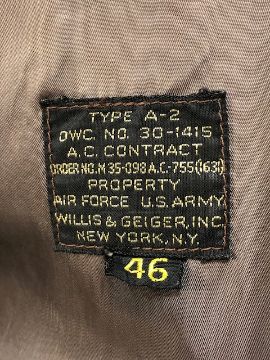 TYPE A-2
DWG. NO. 30-1415
A.C. CONTRACT
ORDER NO. M 35-098 A.C.-755(1631)
PROPERTY
AIR FORCE U.S. ARMY
WILLIS & GEIGER, INC.
NEW YORK, N.Y.
46